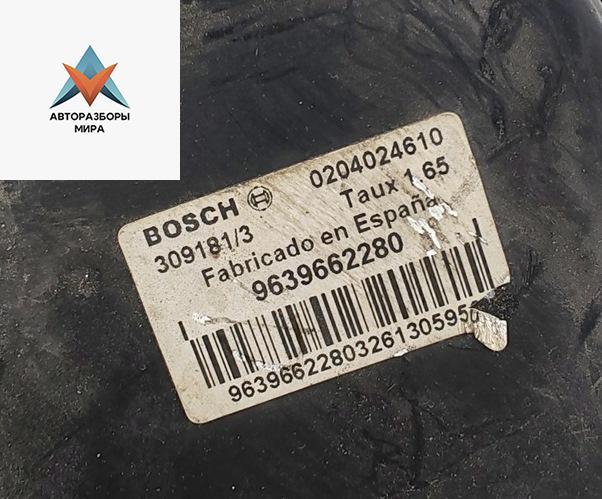 АВТОРАЗБОРЫ
МИРА
BOSCH 0204024610
309181/3 Taux 1.65
Fabricado en España
9639662280
96396622803261305950